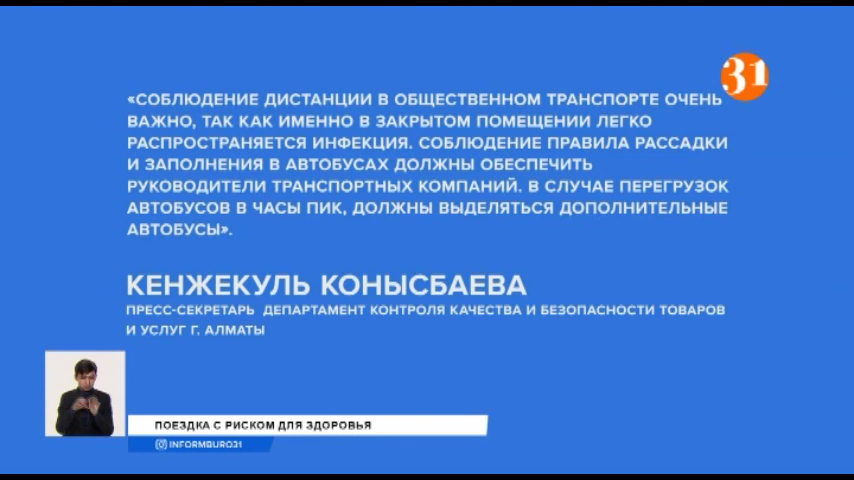 31
«СОБЛЮДЕНИЕ ДИСТАНЦИИ В ОБЩЕСТВЕННОМ ТРАНСПОРТЕ ОЧЕНЬ
ВАЖНО, ТАК КАК ИМЕННО В ЗАКРЫТОМ ПОМЕЩЕНИИ ЛЕГКО
РАСПРОСТРАНЯЕТСЯ ИНФЕКЦИЯ. СОБЛЮДЕНИЕ ПРАВИЛА РАССАДКИ
И ЗАПОЛНЕНИЯ В АВТОБУСАХ ДОЛЖНЫ ОБЕСПЕЧИТЬ
РУКОВОДИТЕЛИ ТРАНСПОРТНЫХ КОМПАНИЙ. В СЛУЧАЕ ПЕРЕГРУЗОК
АВТОБУСОВ В ЧАСЫ ПИК, ДОЛЖНЫ ВЫДЕЛЯТЬСЯ ДОПОЛНИТЕЛЬНЫЕ
АВТОБУСЫ».
КЕНЖЕКУЛЬ КОНЫСБАЕВА
ПРЕСС-СЕКРЕТАРЬ ДЕПАРТАМЕНТ КОНТРОЛЯ КАЧЕСТВА И БЕЗОПАСНОСТИ ТОВАРОВ
И УСЛУГ Г. АЛМАТЫ
ПОЕЗДКА С РИСКОМ ДЛЯ ЗДОРОВЬЯ
INFORMBURO31